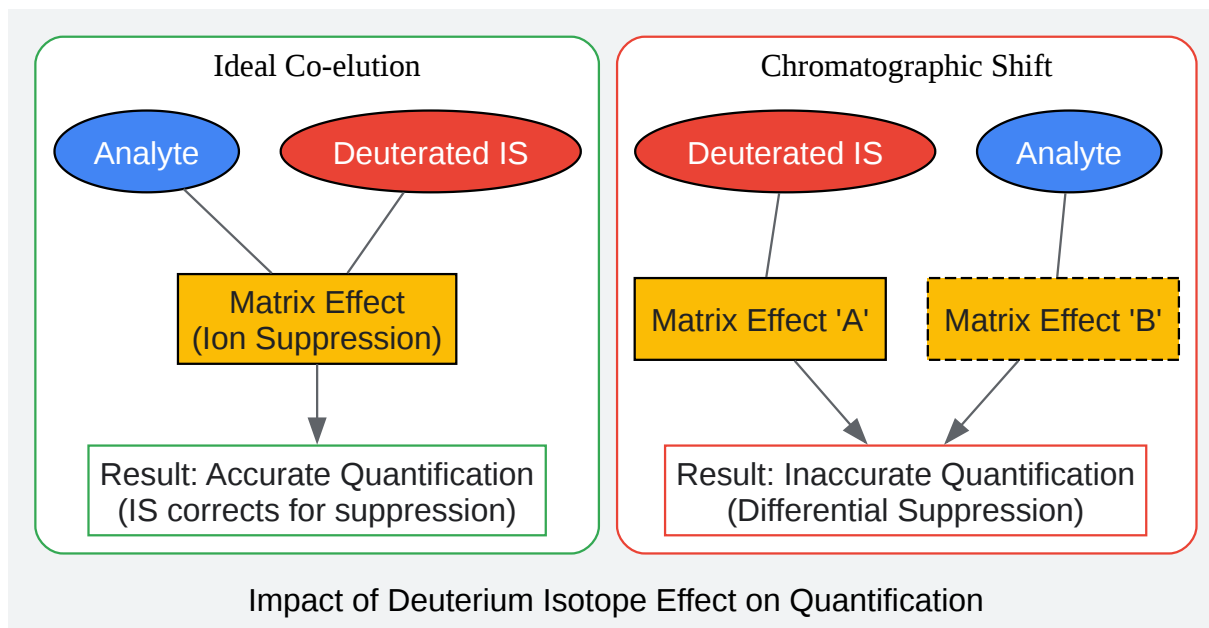 Ideal Co-elution
Analyte
Deuterated IS
Matrix Effect
(Ion Suppression)
Result: Accurate Quantification
(IS corrects for suppression)
Chromatographic Shift
Deuterated IS
Analyte
Matrix Effect 'A'
Matrix Effect 'B'
Result: Inaccurate Quantification
(Differential Suppression)
Impact of Deuterium Isotope Effect on Quantification